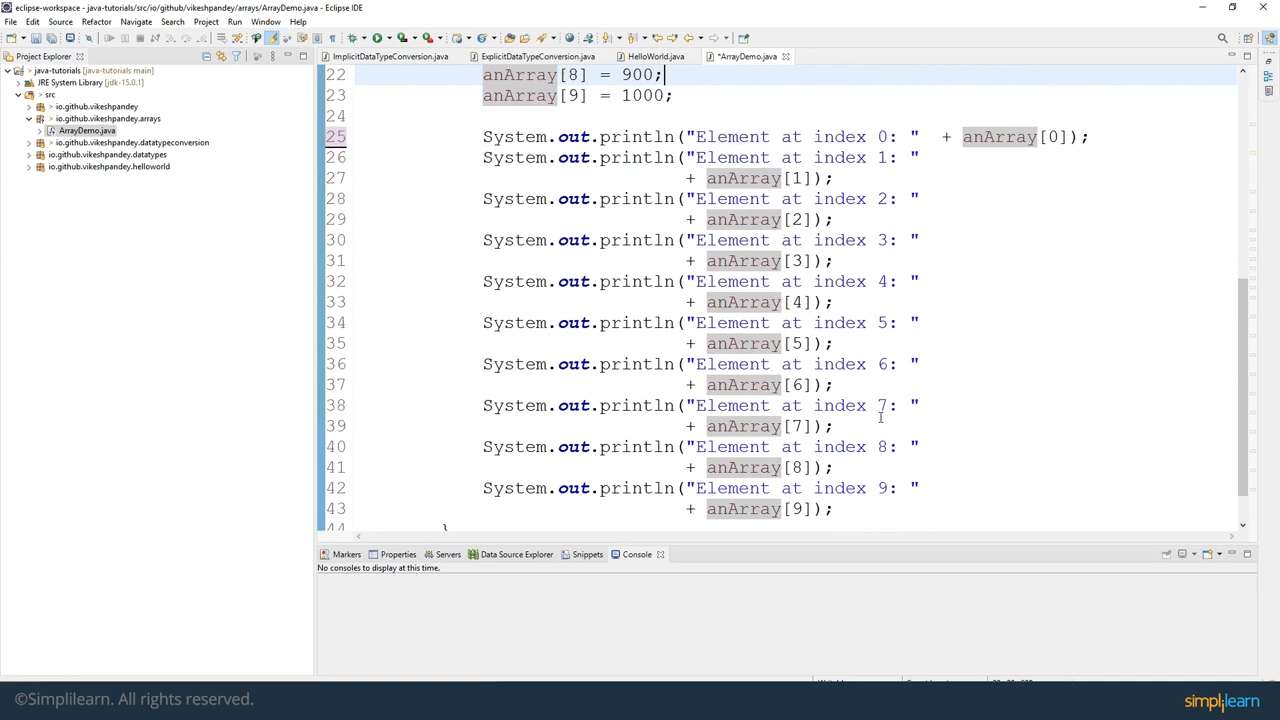 eclipse-workspace - java-tutorials/src/io/github/vikeshpandey/arrays/ArrayDemo.java - Eclipse IDE
File Edit Source Refactor Navigate Search Project Run Window Help
Project Explorer
java-tutorials [java-tutorials main]
JRE System Library [jdk-15.0.1]
src
io.github.vikeshpandey
io.github.vikeshpandey.arrays
ArrayDemo.java
io.github.vikeshpandey.datatypeconversion
io.github.vikeshpandey.datatypes
io.github.vikeshpandey.helloworld
ImplicitDataTypeConversion.java ExplicitDataTypeConversion.java HelloWorld.java *ArrayDemo.java
22 anArray[8] = 900;
23 anArray[9] = 1000;
24
25 System.out.println("Element at index 0: " + anArray[0]);
26 System.out.println("Element at index 1: "
27 + anArray[1]);
28 System.out.println("Element at index 2: "
29 + anArray[2]);
30 System.out.println("Element at index 3: "
31 + anArray[3]);
32 System.out.println("Element at index 4: "
33 + anArray[4]);
34 System.out.println("Element at index 5: "
35 + anArray[5]);
36 System.out.println("Element at index 6: "
37 + anArray[6]);
38 System.out.println("Element at index 7: "
39 + anArray[7]);
40 System.out.println("Element at index 8: "
41 + anArray[8]);
42 System.out.println("Element at index 9: "
43 + anArray[9]);
44 }
Markers Properties Servers Data Source Explorer Snippets Console
No consoles to display at this time.
©Simplilearn. All rights reserved.
simplilearn